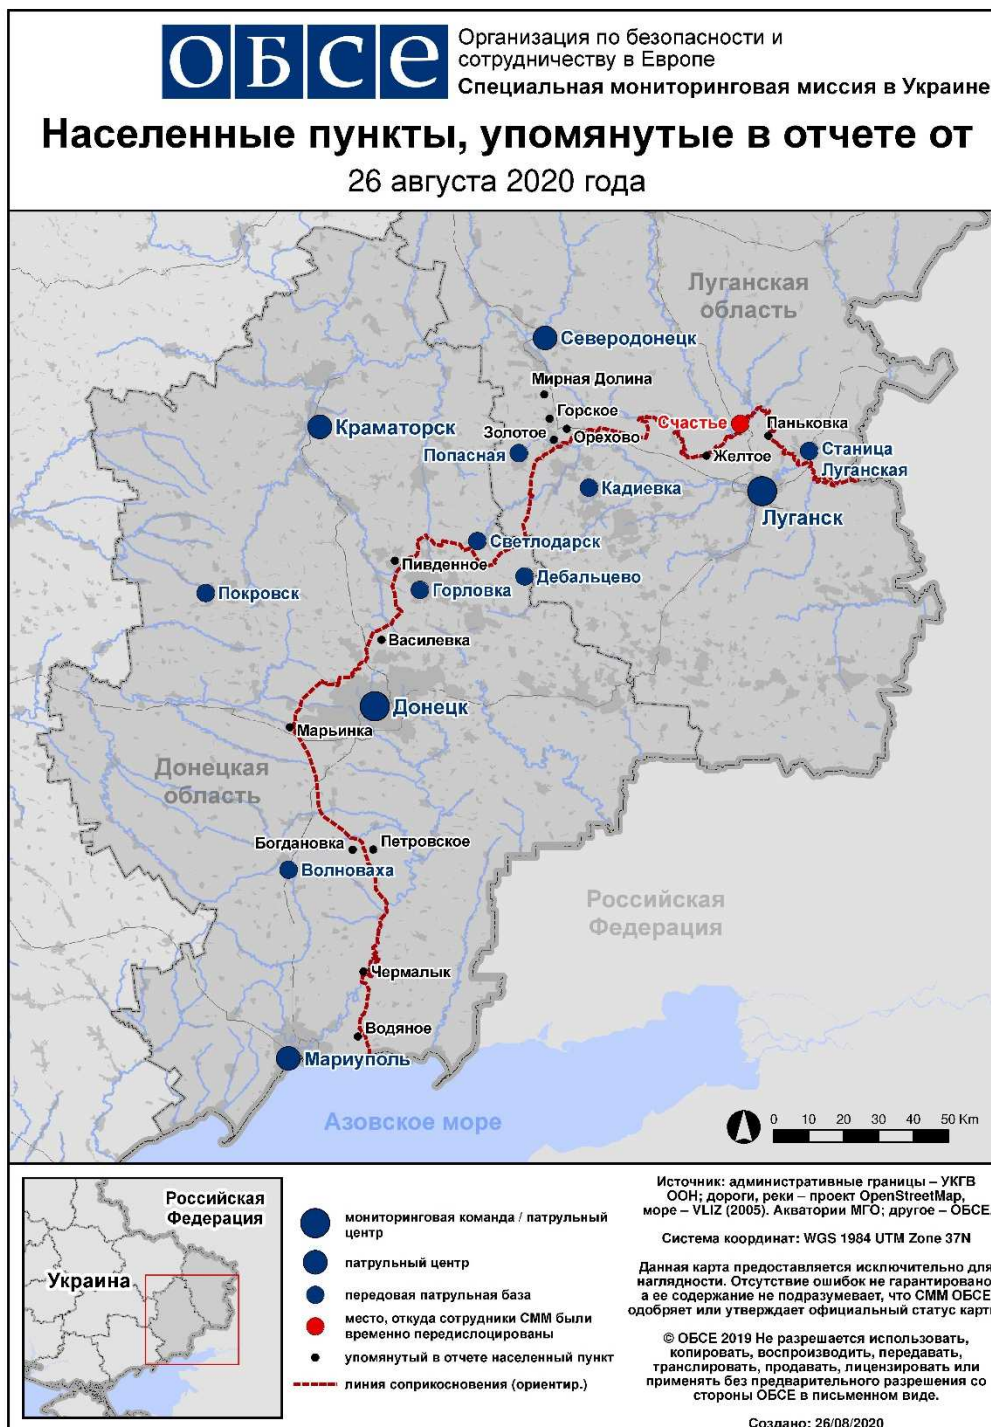 ОБСЕ
Организация по безопасности и
сотрудничеству в Европе
Специальная мониторинговая миссия в Украине
Населенные пункты, упомянутые в отчете от
26 августа 2020 года
Луганская
область
Северодонецк
Мирная Долина
Горское
Счастье
Паньковка
Краматорск
Золотое
Орехово
Попасная
Желтое
Станица
Луганская
Кадиевка
Луганск
Светлодарск
Пивденное
Дебальцево
Покровск
Горловка
Василевка
Донецк
Марьинка
Донецкая
область
Богдановка
Петровское
Волноваха
Российская
Федерация
Чермалык
Водяное
Мариуполь
Азовское море
0 10 20 30 40 50 Km
Российская
Федерация
Украина
мониторинговая команда / патрульный
центр
патрульный центр
передовая патрульная база
место, откуда сотрудники СММ были
временно передислоцированы
упомянутый в отчете населенный пункт
линия соприкосновения (ориентир.)
Источник: административные границы – УКГВ
ООН; дороги, реки – проект OpenStreetMap,
море – VLIZ (2005). Акватории МГО; другое – ОБСЕ.
Система координат: WGS 1984 UTM Zone 37N
Данная карта предоставляется исключительно для
наглядности. Отсутствие ошибок не гарантировано,
а ее содержание не подразумевает, что СММ ОБСЕ
одобряет или утверждает официальный статус карты
© ОБСЕ 2019 Не разрешается использовать,
копировать, воспроизводить, передавать,
транслировать, продавать, лицензировать или
применять без предварительного разрешения со
стороны ОБСЕ в письменном виде.
Создано: 26/08/2020